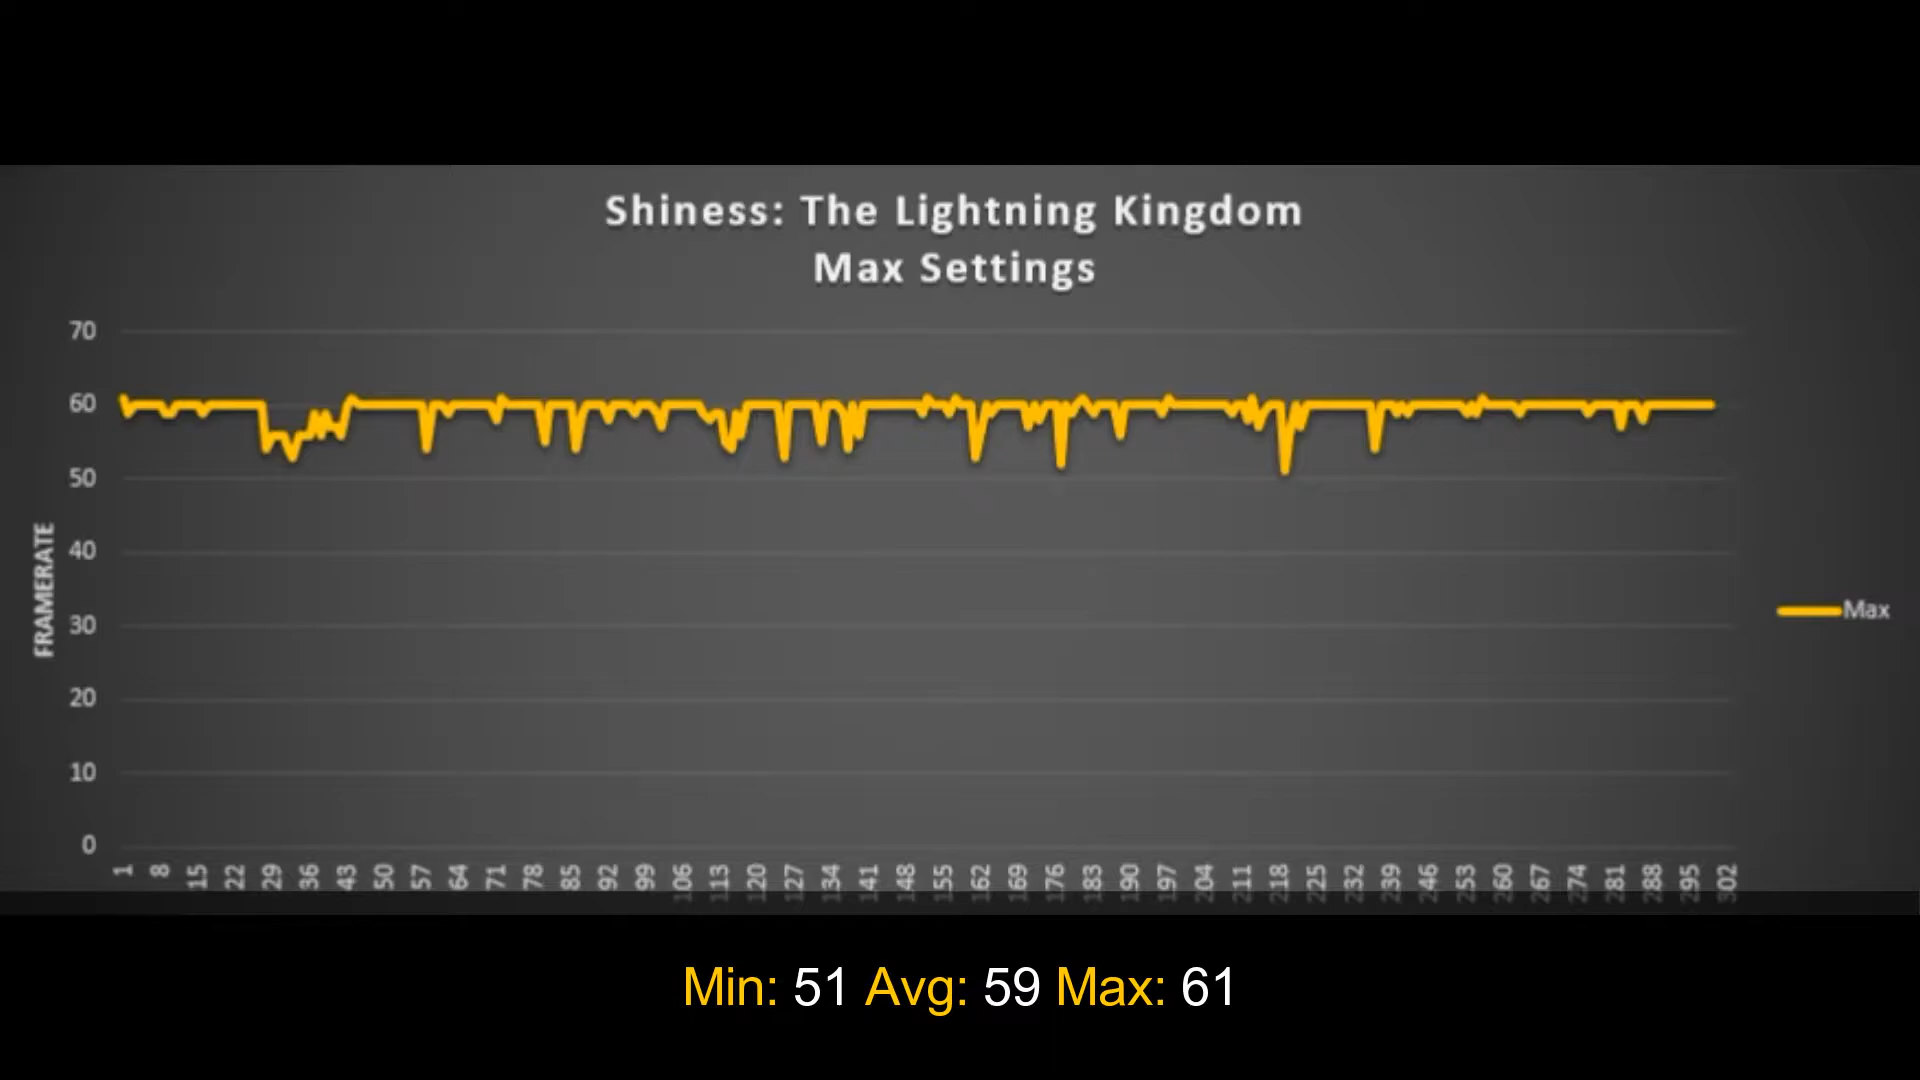 Shiness: The Lightning Kingdom
Max Settings
70
60
50
40
30
20
10
0
FRAMERATE
Max
1 8 15 22 29 36 43 50 57 64 71 78 85 92 99 106 113 120 127 134 141 148 155 162 169 176 183 190 197 204 211 218 225 232 239 246 253 260 267 274 281 288 295 302
Min: 51 Avg: 59 Max: 61